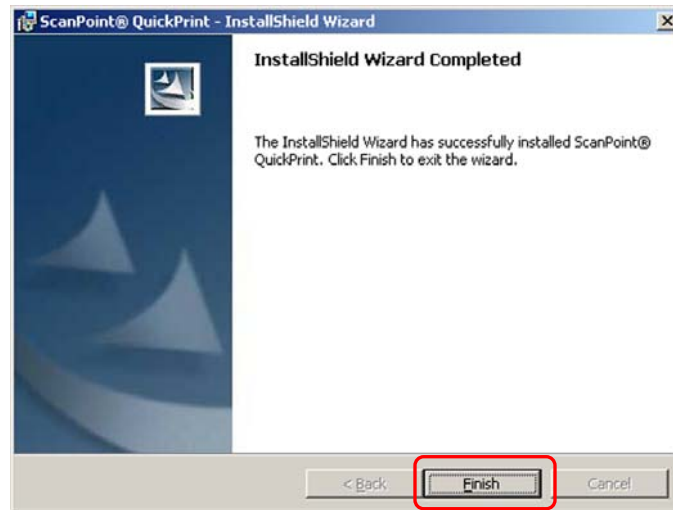 ScanPoint® QuickPrint - InstallShield Wizard
InstallShield Wizard Completed
The InstallShield Wizard has successfully installed ScanPoint®
QuickPrint. Click Finish to exit the wizard.
< Back
Finish
Cancel